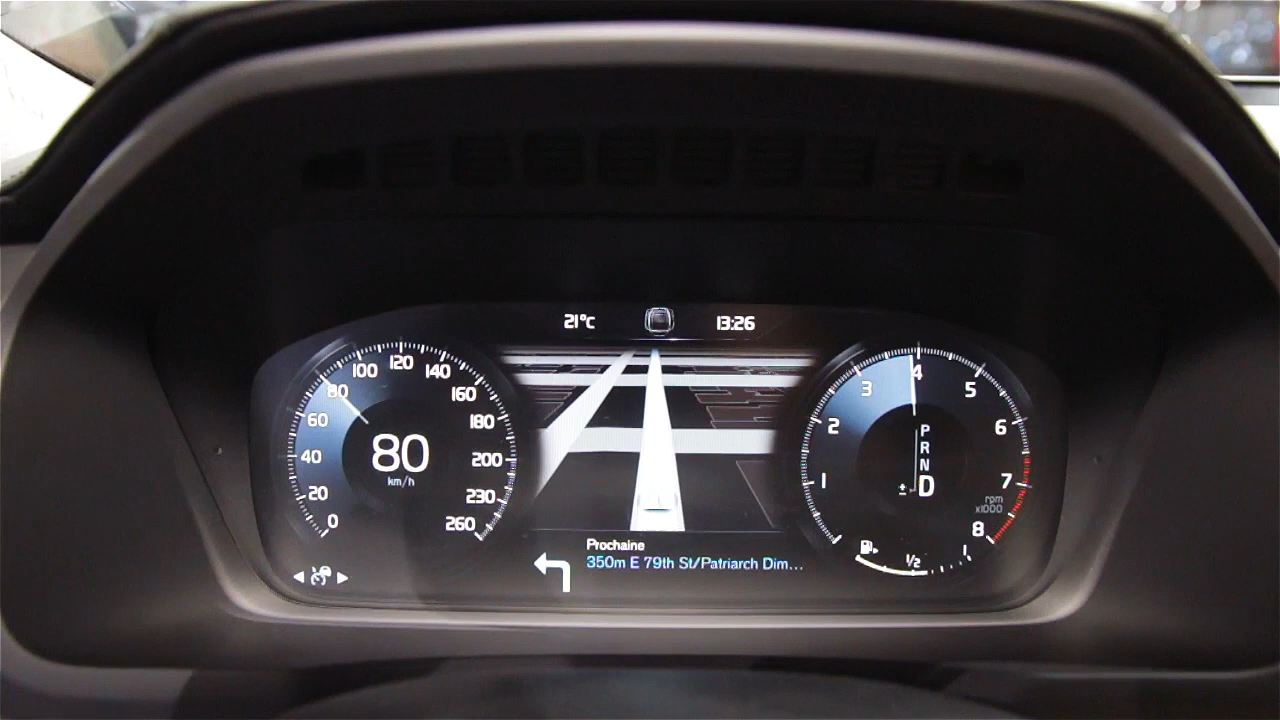 21°C
13:26
0
20
40
60
80
100
120
140
160
180
200
230
260
80
km/h
Prochaine
350m E 79th St/Patriarch Dim...
1
2
3
4
5
6
7
8
P
R
N
D
±
rpm
x1000
1/2
1